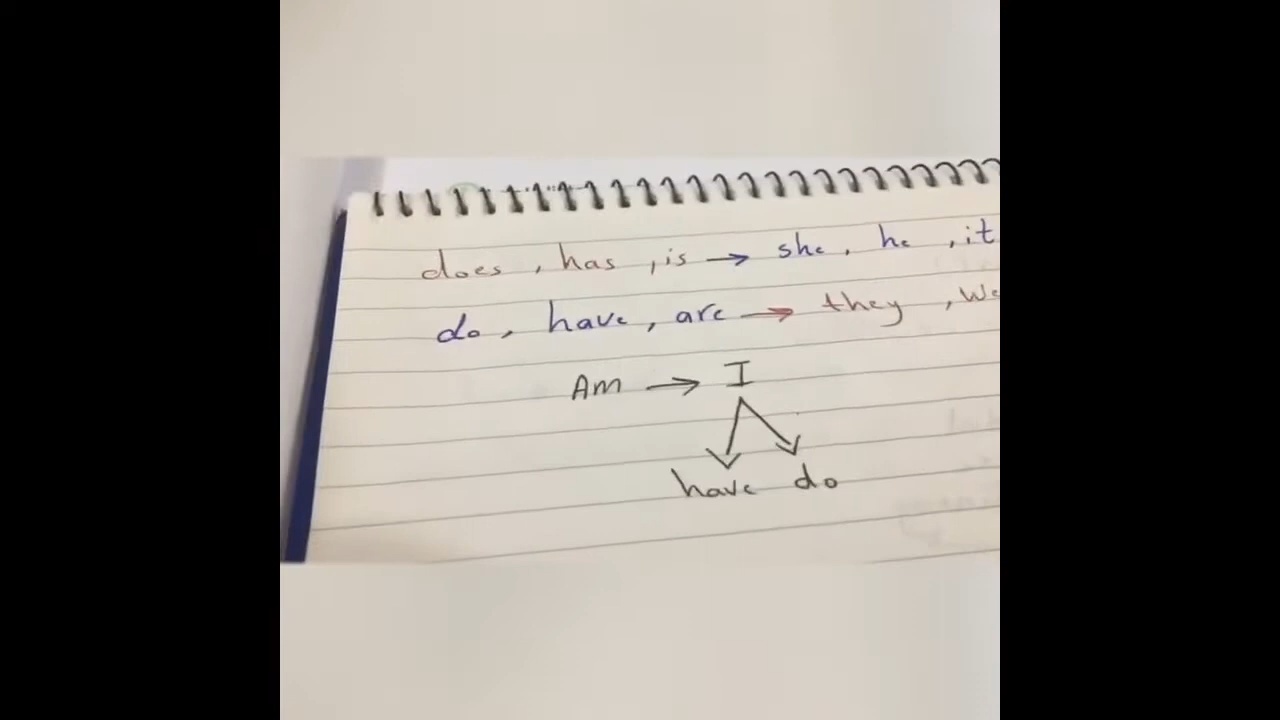 does , has , is → she , he , it
do , have , are → they , We
Am → I
have do